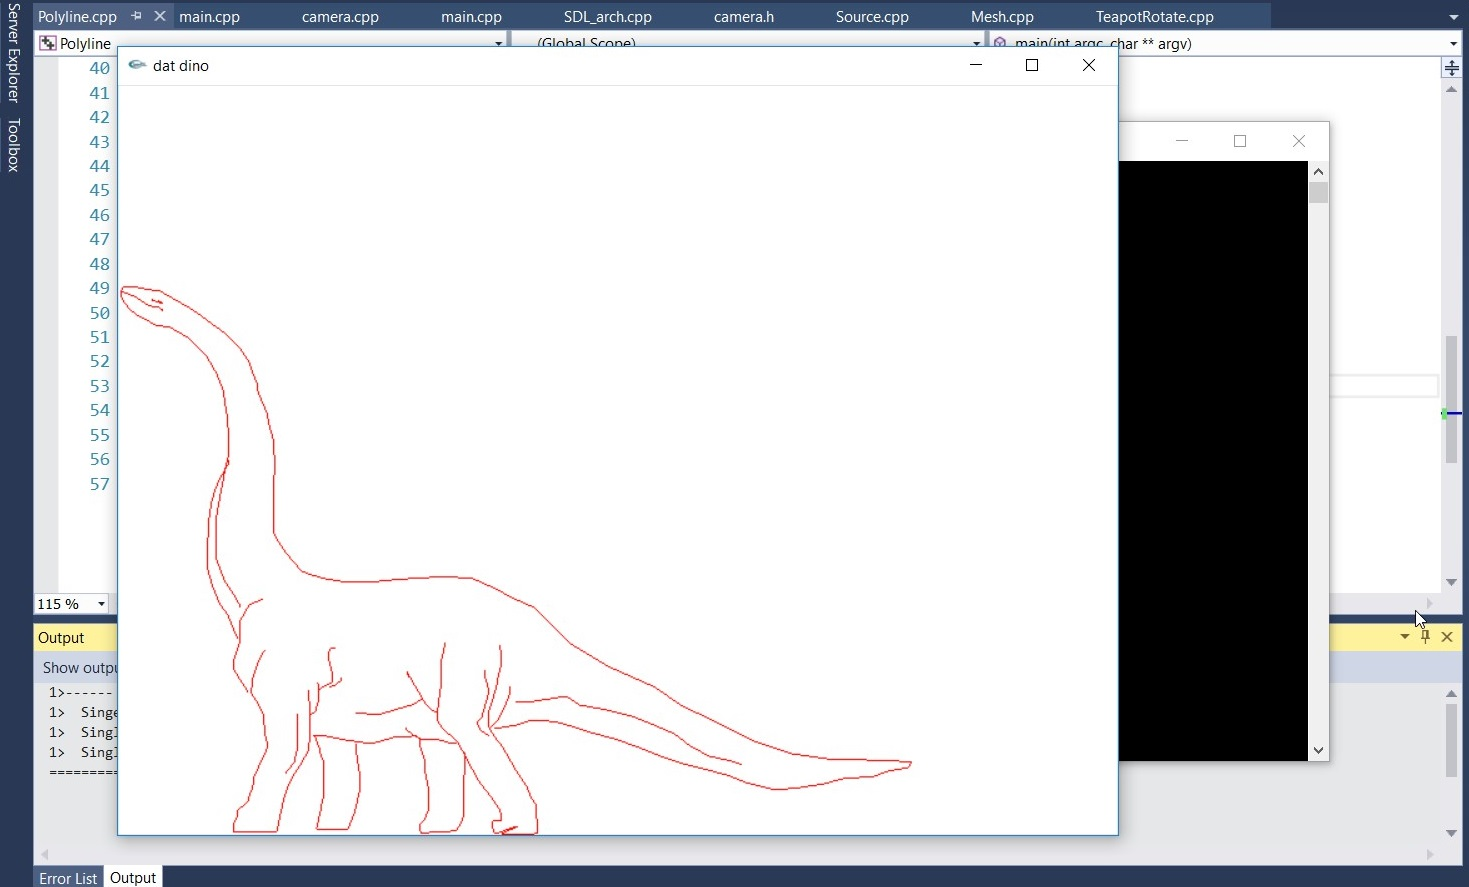 Server Explorer
Toolbox
Polyline.cpp
main.cpp
camera.cpp
main.cpp
SDL_arch.cpp
camera.h
Source.cpp
Mesh.cpp
TeapotRotate.cpp
Polyline
(Global Scope)
main(int argc, char ** argv)
dat dino
40
41
42
43
44
45
46
47
48
49
50
51
52
53
54
55
56
57
115 %
Output
Show outpu
1>------
1>  Singe
1>  Singl
1>  Singl
==========
Error List
Output